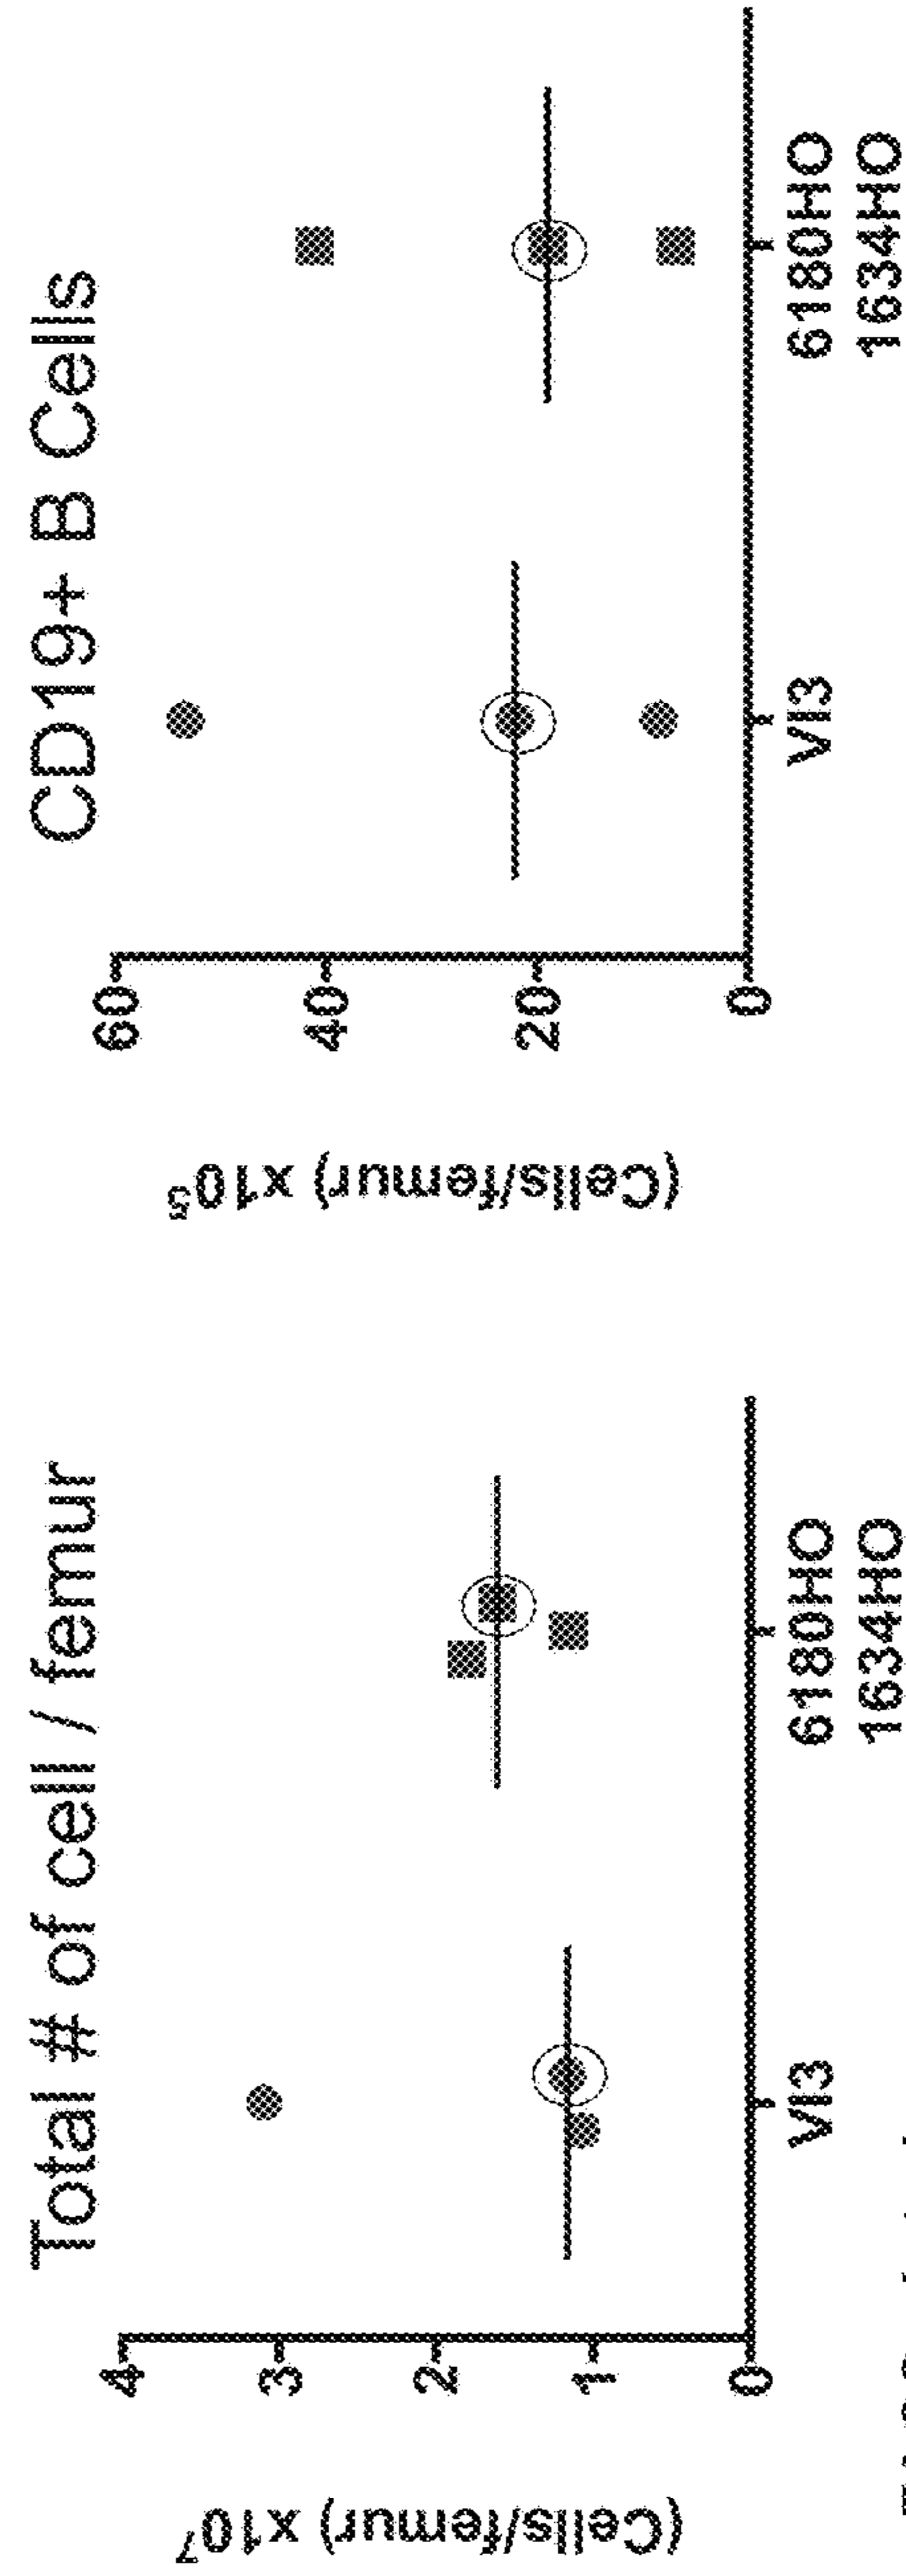 Total # of cell / femur
(Cells/femur) x10⁷
4
3
2
1
0
VI3
6180HO
1634HO
CD19+ B Cells
(Cells/femur) x10⁵
60
40
20
0
VI3
6180HO
1634HO